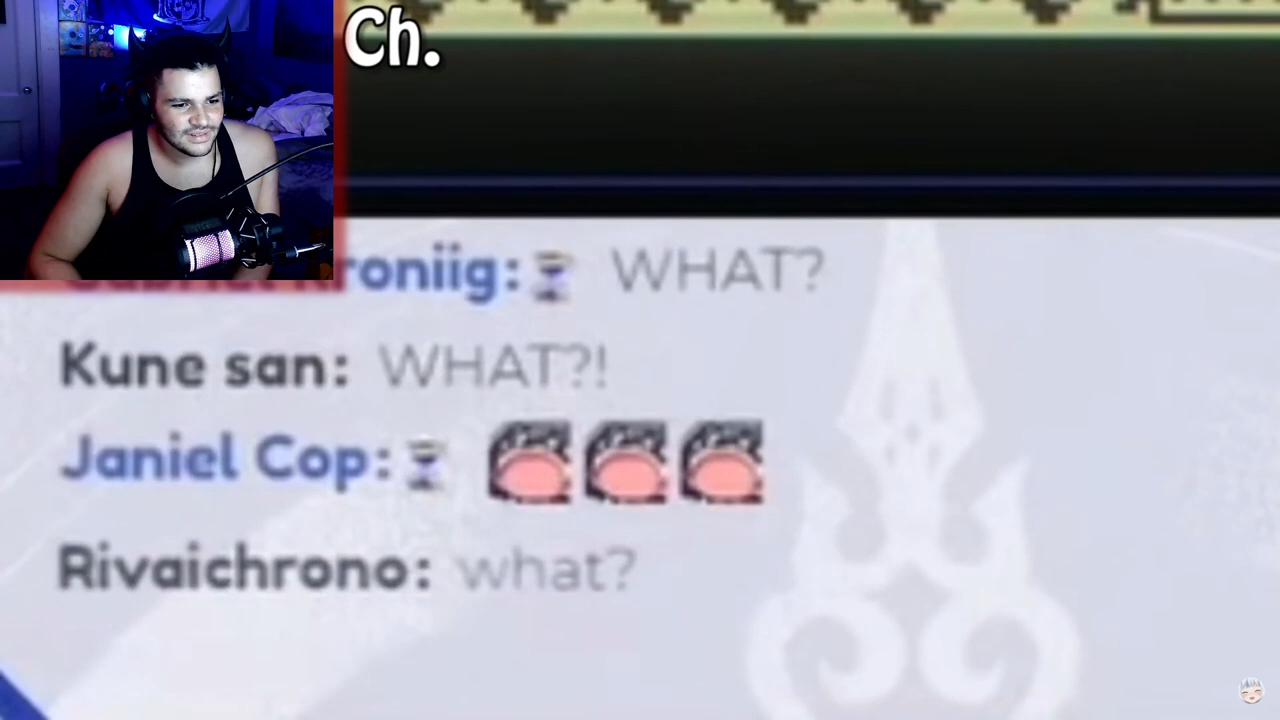 Ch.
roniig: WHAT?
Kune san: WHAT?!
Janiel Cop:
Rivaichrono: what?